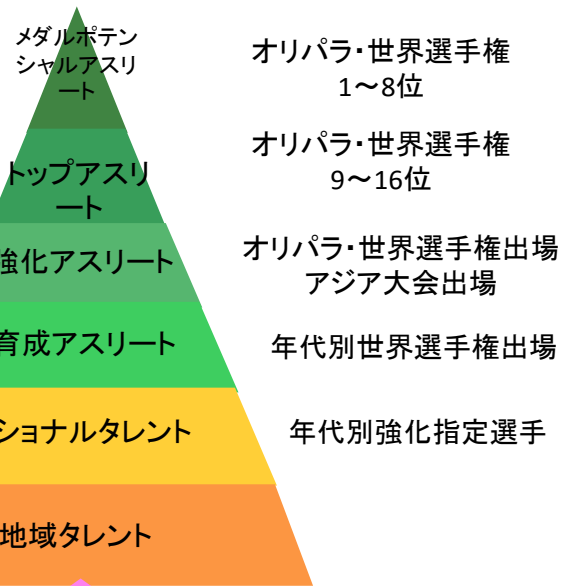 メダルポテン
シャルアスリ
ート
オリパラ・世界選手権
1～8位
トップアスリ
ート
オリパラ・世界選手権
9～16位
強化アスリート
オリパラ・世界選手権出場
アジア大会出場
育成アスリート
年代別世界選手権出場
ショナルタレント
年代別強化指定選手
地域タレント